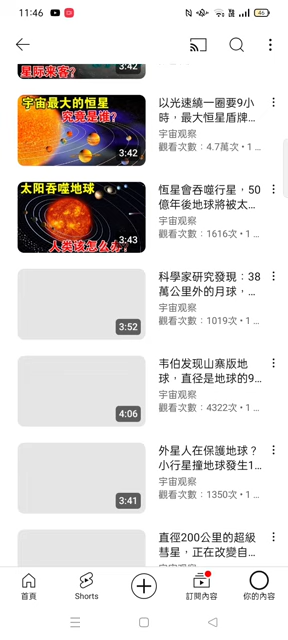 11:46
46
星际来客?
3:42
宇宙最大的恒星
究竟是谁?
3:42
以光速繞一圈要9小
時，最大恆星盾牌...
宇宙观察
觀看次數：4.7萬次 • 1 ...
太阳吞噬地球
人类该怎么办
3:43
恆星會吞噬行星，50
億年後地球將被太...
宇宙观察
觀看次數：1616次 • 1 ...
3:52
科學家研究發現：38
萬公里外的月球，...
宇宙观察
觀看次數：1019次 • 1 ...
4:06
韦伯发现山寨版地
球，直径是地球的9...
宇宙观察
觀看次數：4322次 • 1 ...
3:41
外星人在保護地球？
小行星撞地球發生1...
宇宙观察
觀看次數：1350次 • 1 ...
直徑200公里的超級
彗星，正在改變自...
首頁
Shorts
訂閱內容
你的內容